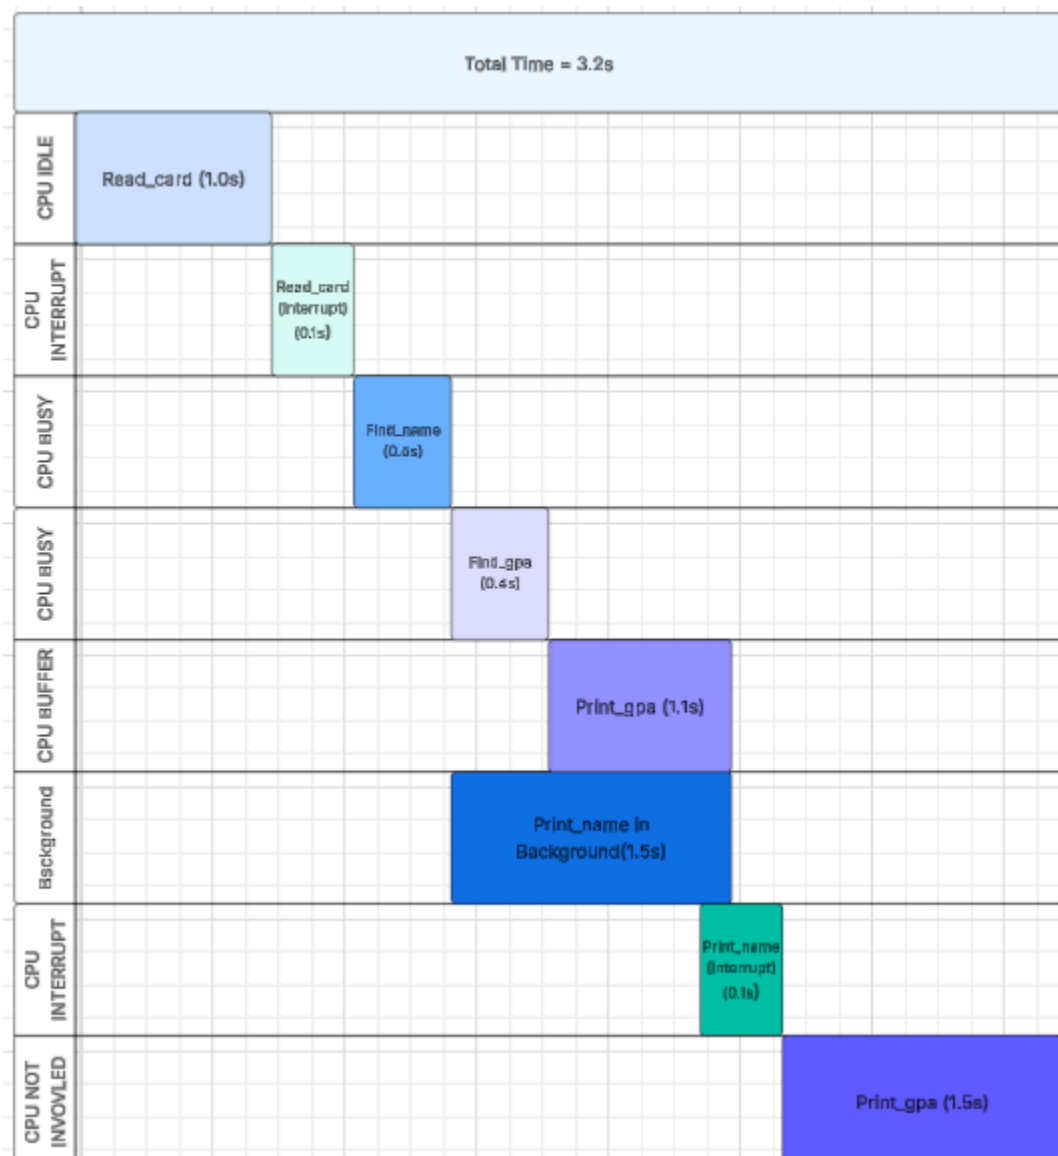 Total Time = 3.2s
CPU IDLE
Read_card (1.0s)
CPU
INTERRUPT
Read_card
(Interrupt)
(0.1s)
CPU BUSY
Find_name
CPU BUSY
Find_gpa
(0.4s)
CPU BUFFER
Print_gpa (1.1s)
Bsckground
Print_name in
Background(1.5s)
CPU
INTERRUPT
Print_name
(Interrupt)
(0.1s)
CPU NOT
INVOVLED
Print_gpa (1.5s)